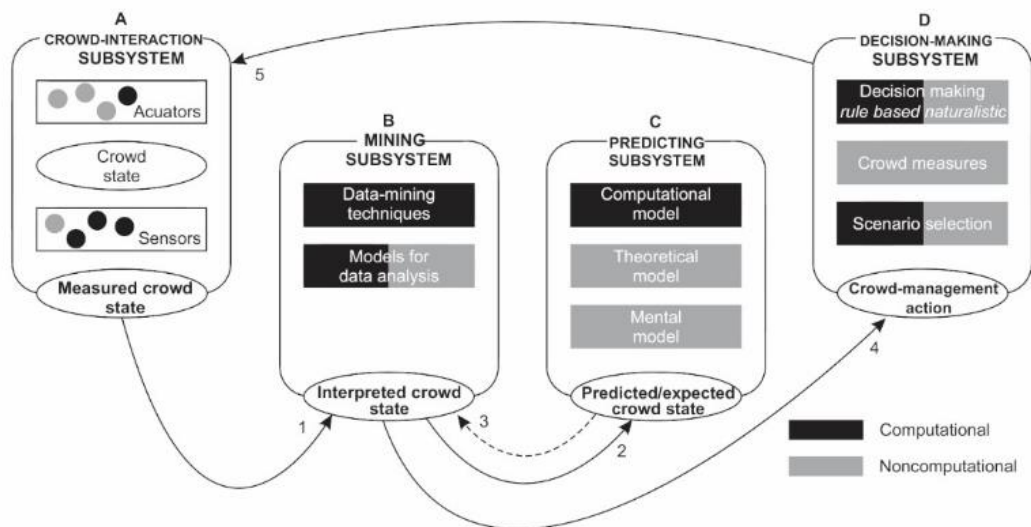 A
CROWD-INTERACTION
SUBSYSTEM
Acuators
Crowd
state
Sensors
Measured crowd
state
B
MINING
SUBSYSTEM
Data-mining
techniques
Models for
data analysis
Interpreted crowd
state
C
PREDICTING
SUBSYSTEM
Computational
model
Theoretical
model
Mental
model
Predicted/expected
crowd state
D
DECISION-MAKING
SUBSYSTEM
Decision making
rule based naturalistic
Crowd measures
Scenario selection
Crowd-management
action
1
2
3
4
5
Computational
Noncomputational